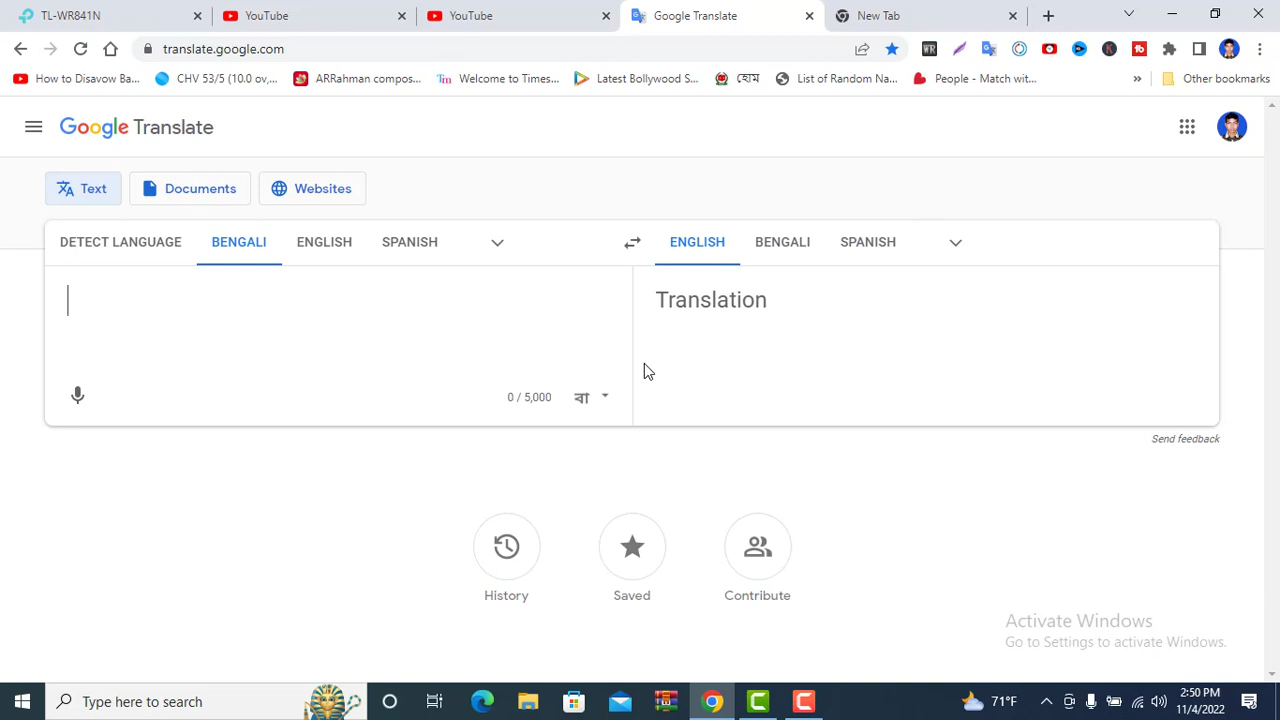 TL-WR841N
YouTube
YouTube
Google Translate
New Tab
translate.google.com
How to Disavow Ba...
CHV 53/5 (10.0 ov,...
ARRahman compos...
Tim Welcome to Times...
Latest Bollywood S...
হোম
List of Random Na...
People - Match wit...
» Other bookmarks
Google Translate
Text
Documents
Websites
DETECT LANGUAGE
BENGALI
ENGLISH
SPANISH
ENGLISH
BENGALI
SPANISH
Translation
0 / 5,000
বা
Send feedback
History
Saved
Contribute
Activate Windows
Go to Settings to activate Windows.
Type here to search
71°F
2:50 PM
11/4/2022